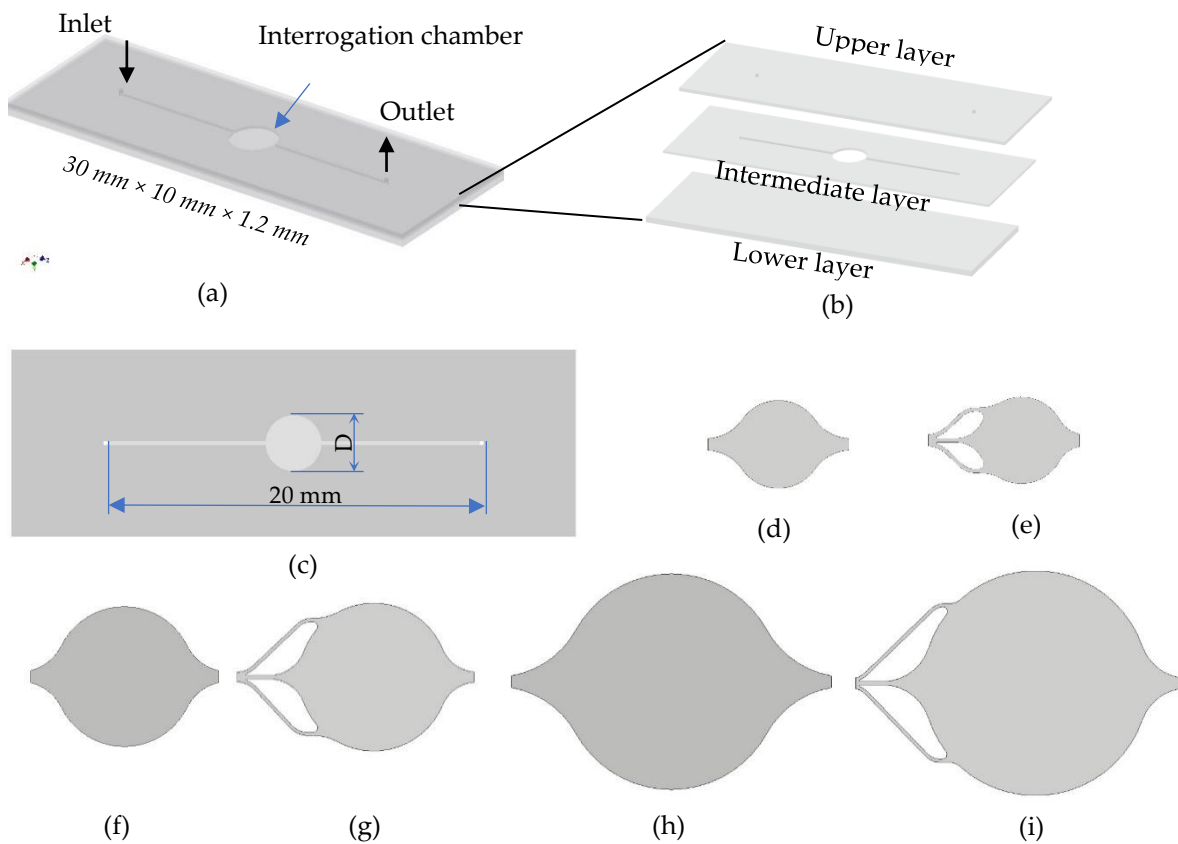 Inlet
Interrogation chamber
Outlet
30 mm × 10 mm × 1.2 mm
(a)
Upper layer
Intermediate layer
Lower layer
(b)
D
20 mm
(c)
(d)
(e)
(f)
(g)
(h)
(i)